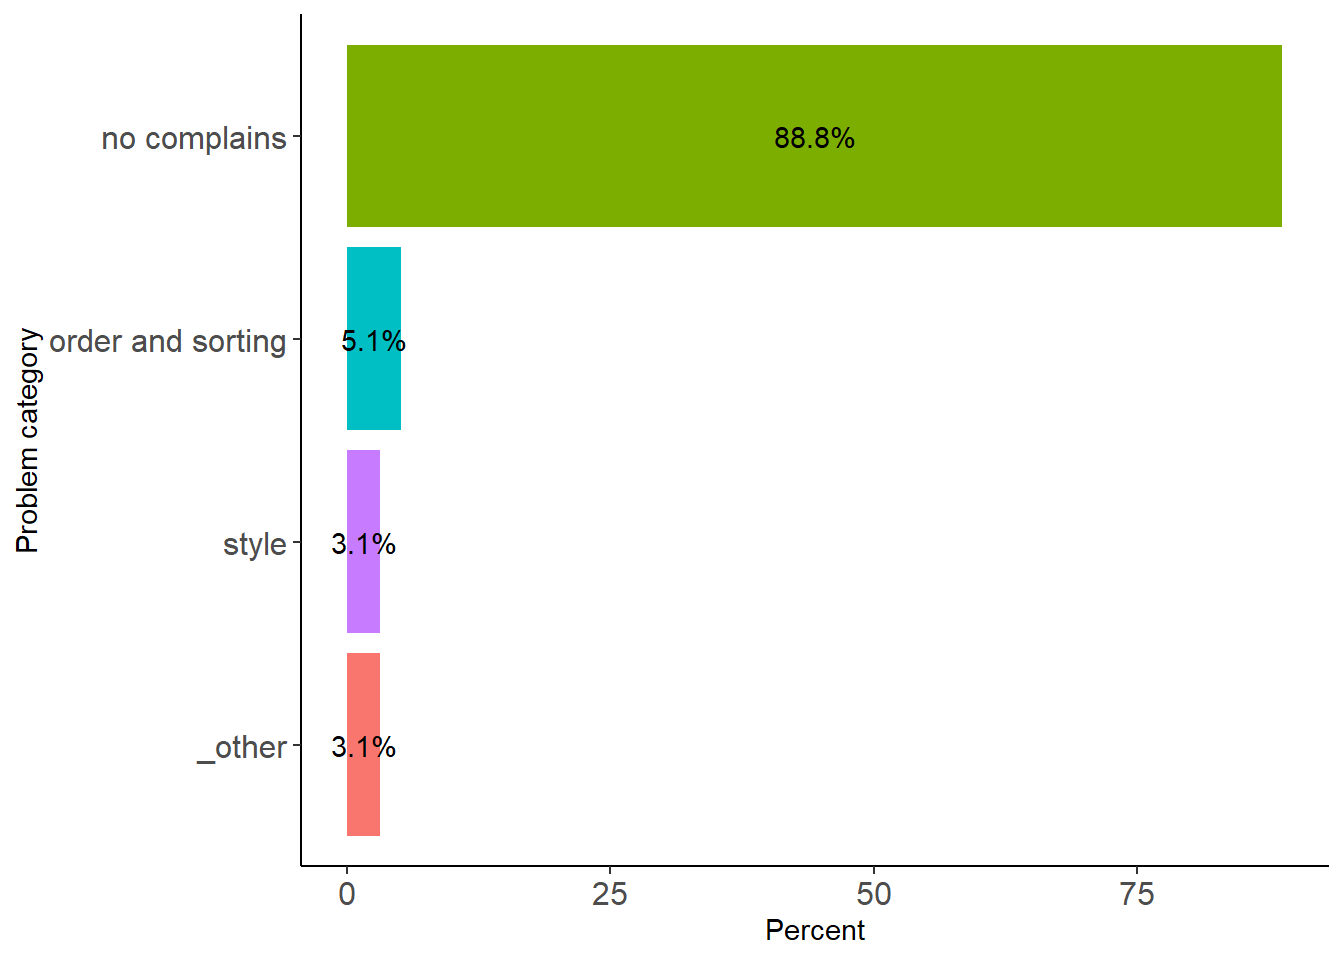 no complains
88.8%
order and sorting
5.1%
style
3.1%
_other
3.1%
Problem category
0
25
50
75
Percent